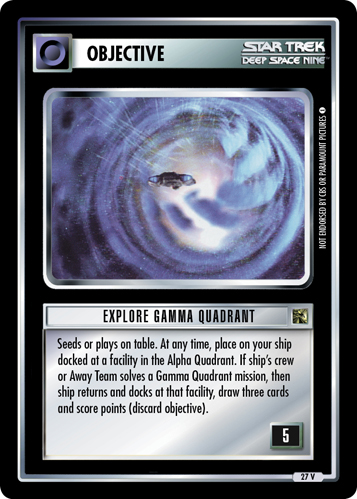 OBJECTIVE
STAR TREK
DEEP SPACE NINE™
NOT ENDORSED BY CBS OR PARAMOUNT PICTURES
EXPLORE GAMMA QUADRANT
Seeds or plays on table. At any time, place on your ship
docked at a facility in the Alpha Quadrant. If ship's crew
or Away Team solves a Gamma Quadrant mission, then
ship returns and docks at that facility, draw three cards
and score points (discard objective).
5
27 V